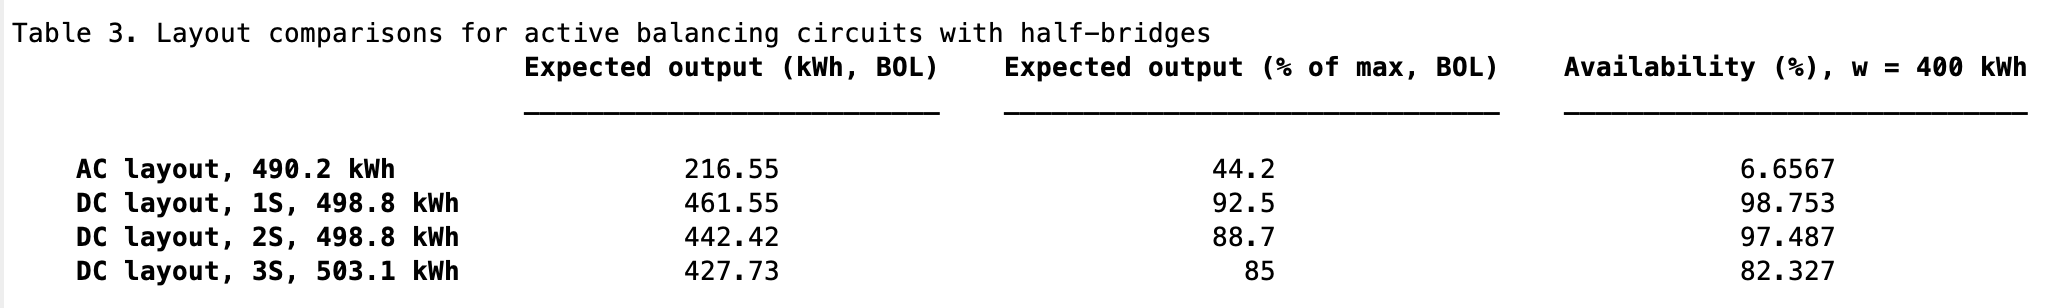 Table 3. Layout comparisons for active balancing circuits with half-bridges
Expected output (kWh, BOL) Expected output (% of max, BOL) Availability (%), w = 400 kWh
AC layout, 490.2 kWh 216.55 44.2 6.6567
DC layout, 1S, 498.8 kWh 461.55 92.5 98.753
DC layout, 2S, 498.8 kWh 442.42 88.7 97.487
DC layout, 3S, 503.1 kWh 427.73 85 82.327